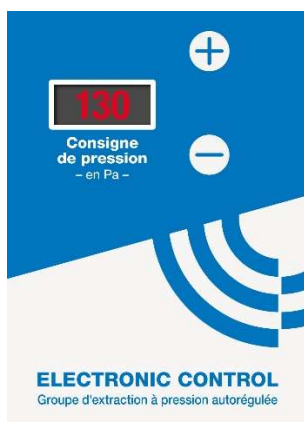 130
Consigne
de pression
– en Pa –
ELECTRONIC CONTROL
Groupe d'extraction à pression autorégulée